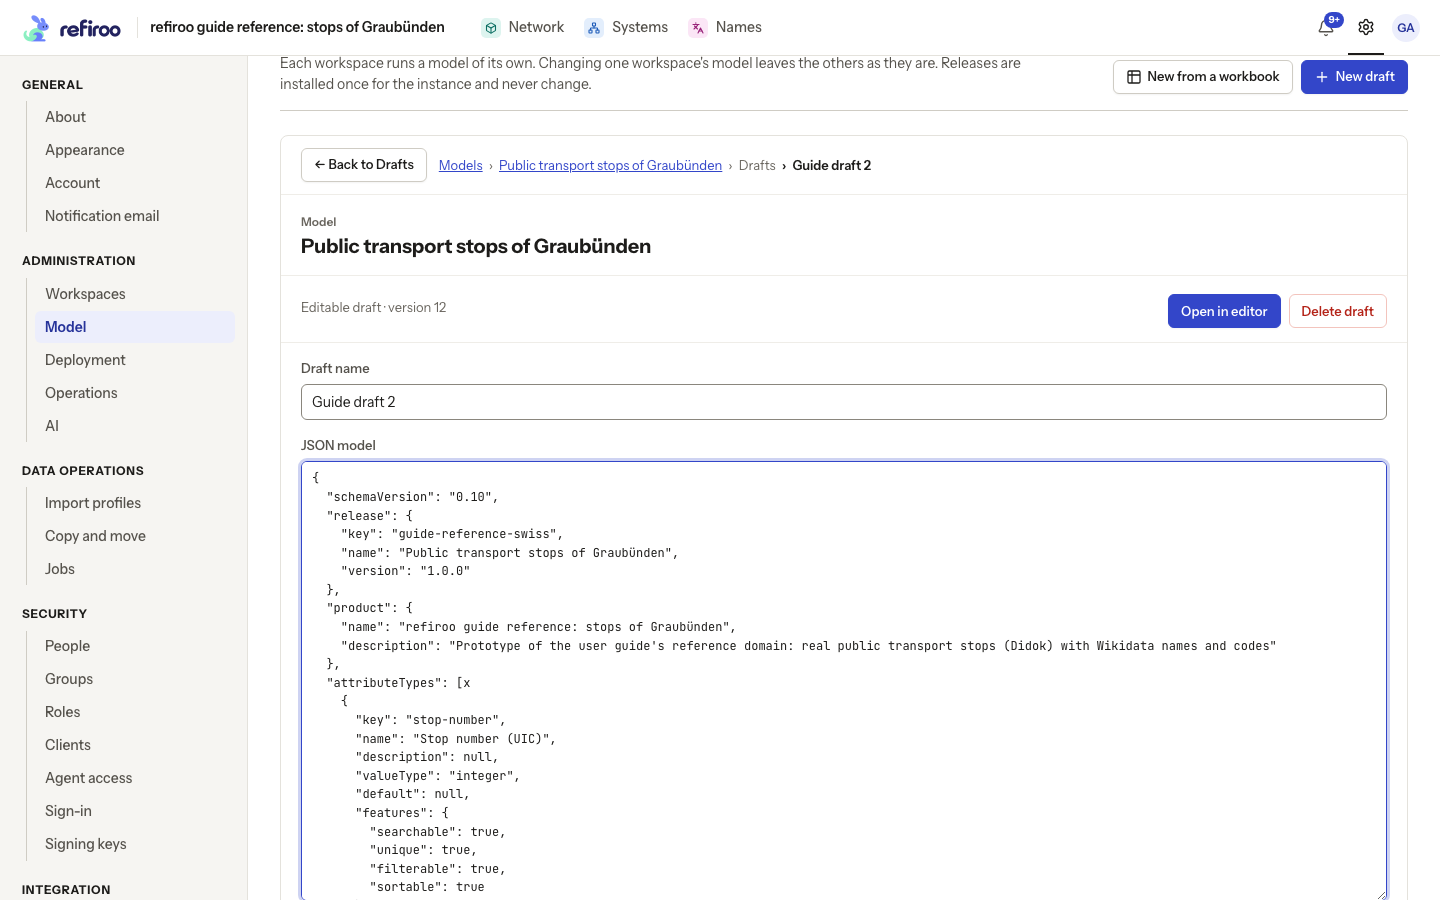 refiroo
refiroo guide reference: stops of Graubünden
Network
Systems
Names
9+
GA
GENERAL
About
Appearance
Account
Notification email
ADMINISTRATION
Workspaces
Model
Deployment
Operations
AI
DATA OPERATIONS
Import profiles
Copy and move
Jobs
SECURITY
People
Groups
Roles
Clients
Agent access
Sign-in
Signing keys
INTEGRATION
Each workspace runs a model of its own. Changing one workspace's model leaves the others as they are. Releases are
installed once for the instance and never change.
New from a workbook
+ New draft
← Back to Drafts
Models › Public transport stops of Graubünden › Drafts › Guide draft 2
Model
Public transport stops of Graubünden
Editable draft · version 12
Open in editor
Delete draft
Draft name
Guide draft 2
JSON model
{
  "schemaVersion": "0.10",
  "release": {
    "key": "guide-reference-swiss",
    "name": "Public transport stops of Graubünden",
    "version": "1.0.0"
  },
  "product": {
    "name": "refiroo guide reference: stops of Graubünden",
    "description": "Prototype of the user guide's reference domain: real public transport stops (Didok) with Wikidata names and codes"
  },
  "attributeTypes": [x
    {
      "key": "stop-number",
      "name": "Stop number (UIC)",
      "description": null,
      "valueType": "integer",
      "default": null,
      "features": {
        "searchable": true,
        "unique": true,
        "filterable": true,
        "sortable": true